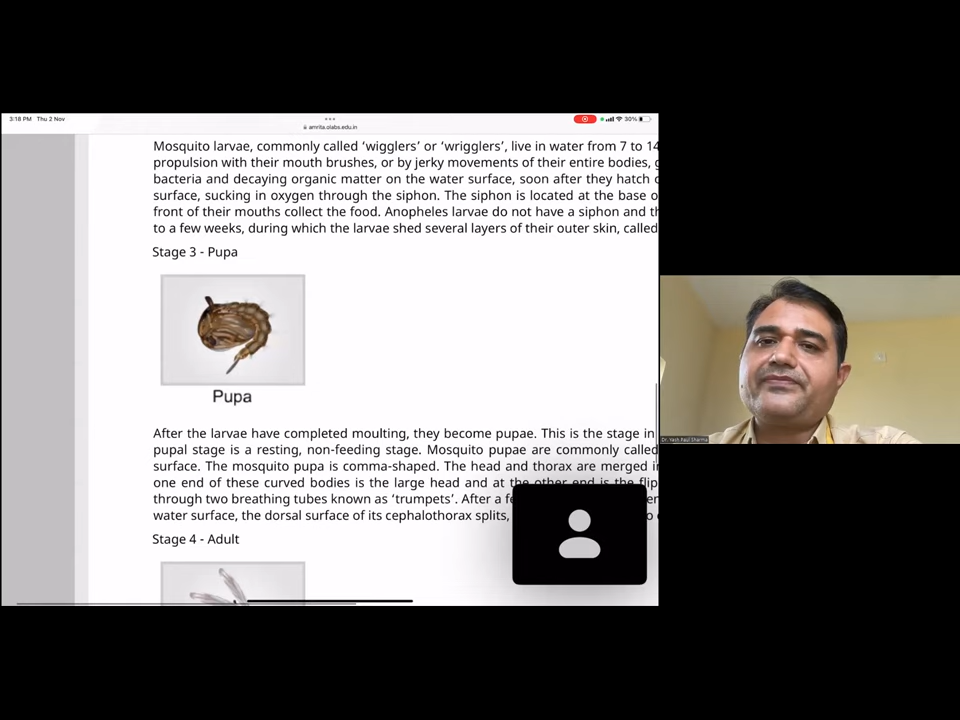 3:18 PM Thu 2 Nov
amrita.olabs.edu.in
30%
Mosquito larvae, commonly called ‘wigglers’ or ‘wrigglers’, live in water from 7 to 14
propulsion with their mouth brushes, or by jerky movements of their entire bodies,
bacteria and decaying organic matter on the water surface, soon after they hatch
surface, sucking in oxygen through the siphon. The siphon is located at the base
front of their mouths collect the food. Anopheles larvae do not have a siphon and
to a few weeks, during which the larvae shed several layers of their outer skin, called
Stage 3 - Pupa
Pupa
After the larvae have completed moulting, they become pupae. This is the stage in
pupal stage is a resting, non-feeding stage. Mosquito pupae are commonly called
surface. The mosquito pupa is comma-shaped. The head and thorax are merged
one end of these curved bodies is the large head and at the other end is the
through two breathing tubes known as ‘trumpets’. After a
water surface, the dorsal surface of its cephalothorax splits,
Stage 4 - Adult